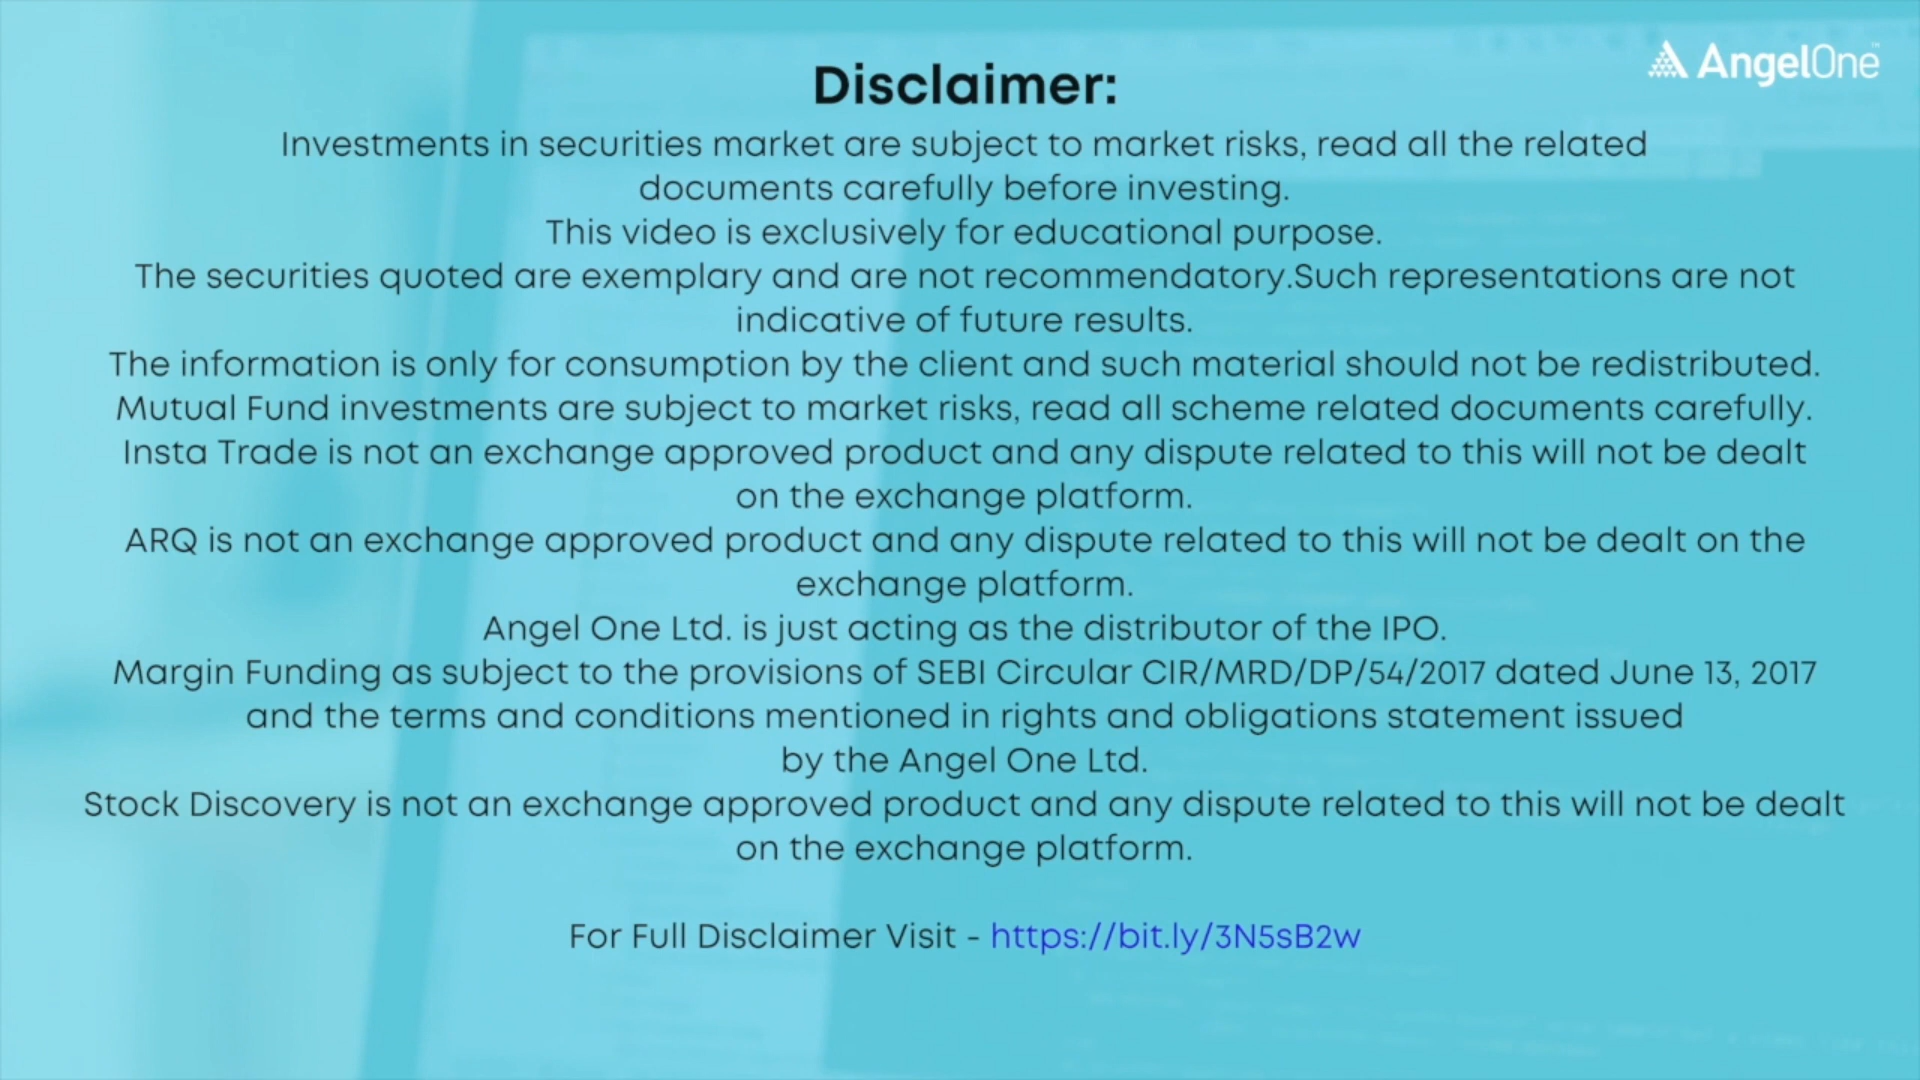 AngelOne™
Disclaimer:
Investments in securities market are subject to market risks, read all the related
documents carefully before investing.
This video is exclusively for educational purpose.
The securities quoted are exemplary and are not recommendatory.Such representations are not
indicative of future results.
The information is only for consumption by the client and such material should not be redistributed.
Mutual Fund investments are subject to market risks, read all scheme related documents carefully.
Insta Trade is not an exchange approved product and any dispute related to this will not be dealt
on the exchange platform.
ARQ is not an exchange approved product and any dispute related to this will not be dealt on the
exchange platform.
Angel One Ltd. is just acting as the distributor of the IPO.
Margin Funding as subject to the provisions of SEBI Circular CIR/MRD/DP/54/2017 dated June 13, 2017
and the terms and conditions mentioned in rights and obligations statement issued
by the Angel One Ltd.
Stock Discovery is not an exchange approved product and any dispute related to this will not be dealt
on the exchange platform.
For Full Disclaimer Visit - https://bit.ly/3N5sB2w